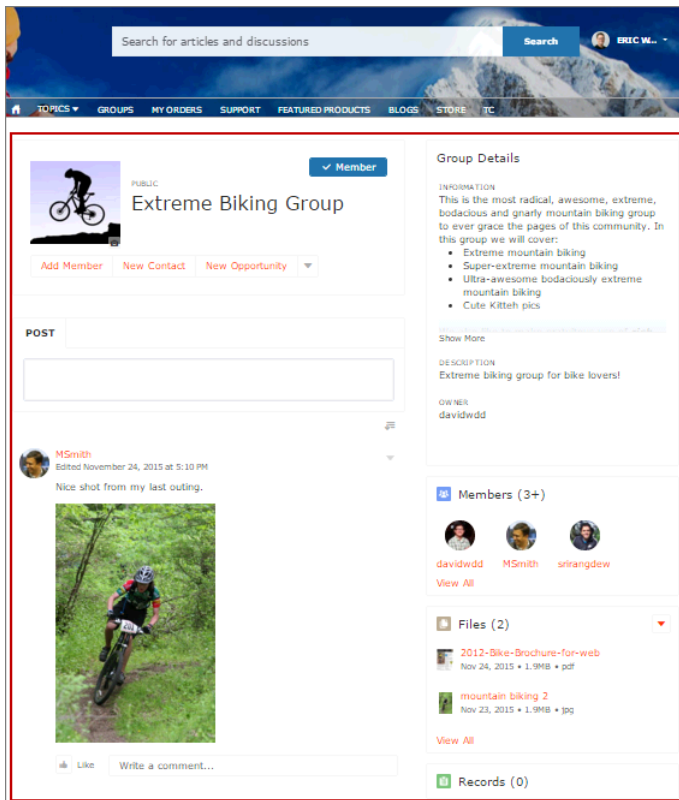 Search for articles and discussions
Search
ERIC W...
TOPICS
GROUPS
MY ORDERS
SUPPORT
FEATURED PRODUCTS
BLOGS
STORE
TC
PUBLIC
Extreme Biking Group
Member
Add Member
New Contact
New Opportunity
POST
MSmith
Edited November 24, 2015 at 5:10 PM
Nice shot from my last outing.
Like
Write a comment...
Group Details
INFORMATION
This is the most radical, awesome, extreme,
bodacious and gnarly mountain biking group
to ever grace the pages of this community. In
this group we will cover:
• Extreme mountain biking
• Super-extreme mountain biking
• Ultra-awesome bodaciously extreme
mountain biking
• Cute Kitteh pics
Show More
DESCRIPTION
Extreme biking group for bike lovers!
OWNER
davidwdd
Members (3+)
davidwdd
MSmith
srirangdew
View All
Files (2)
2012-Bike-Brochure-for-web
Nov 24, 2015 • 1.9MB • pdf
mountain biking 2
Nov 23, 2015 • 1.9MB • jpg
View All
Records (0)